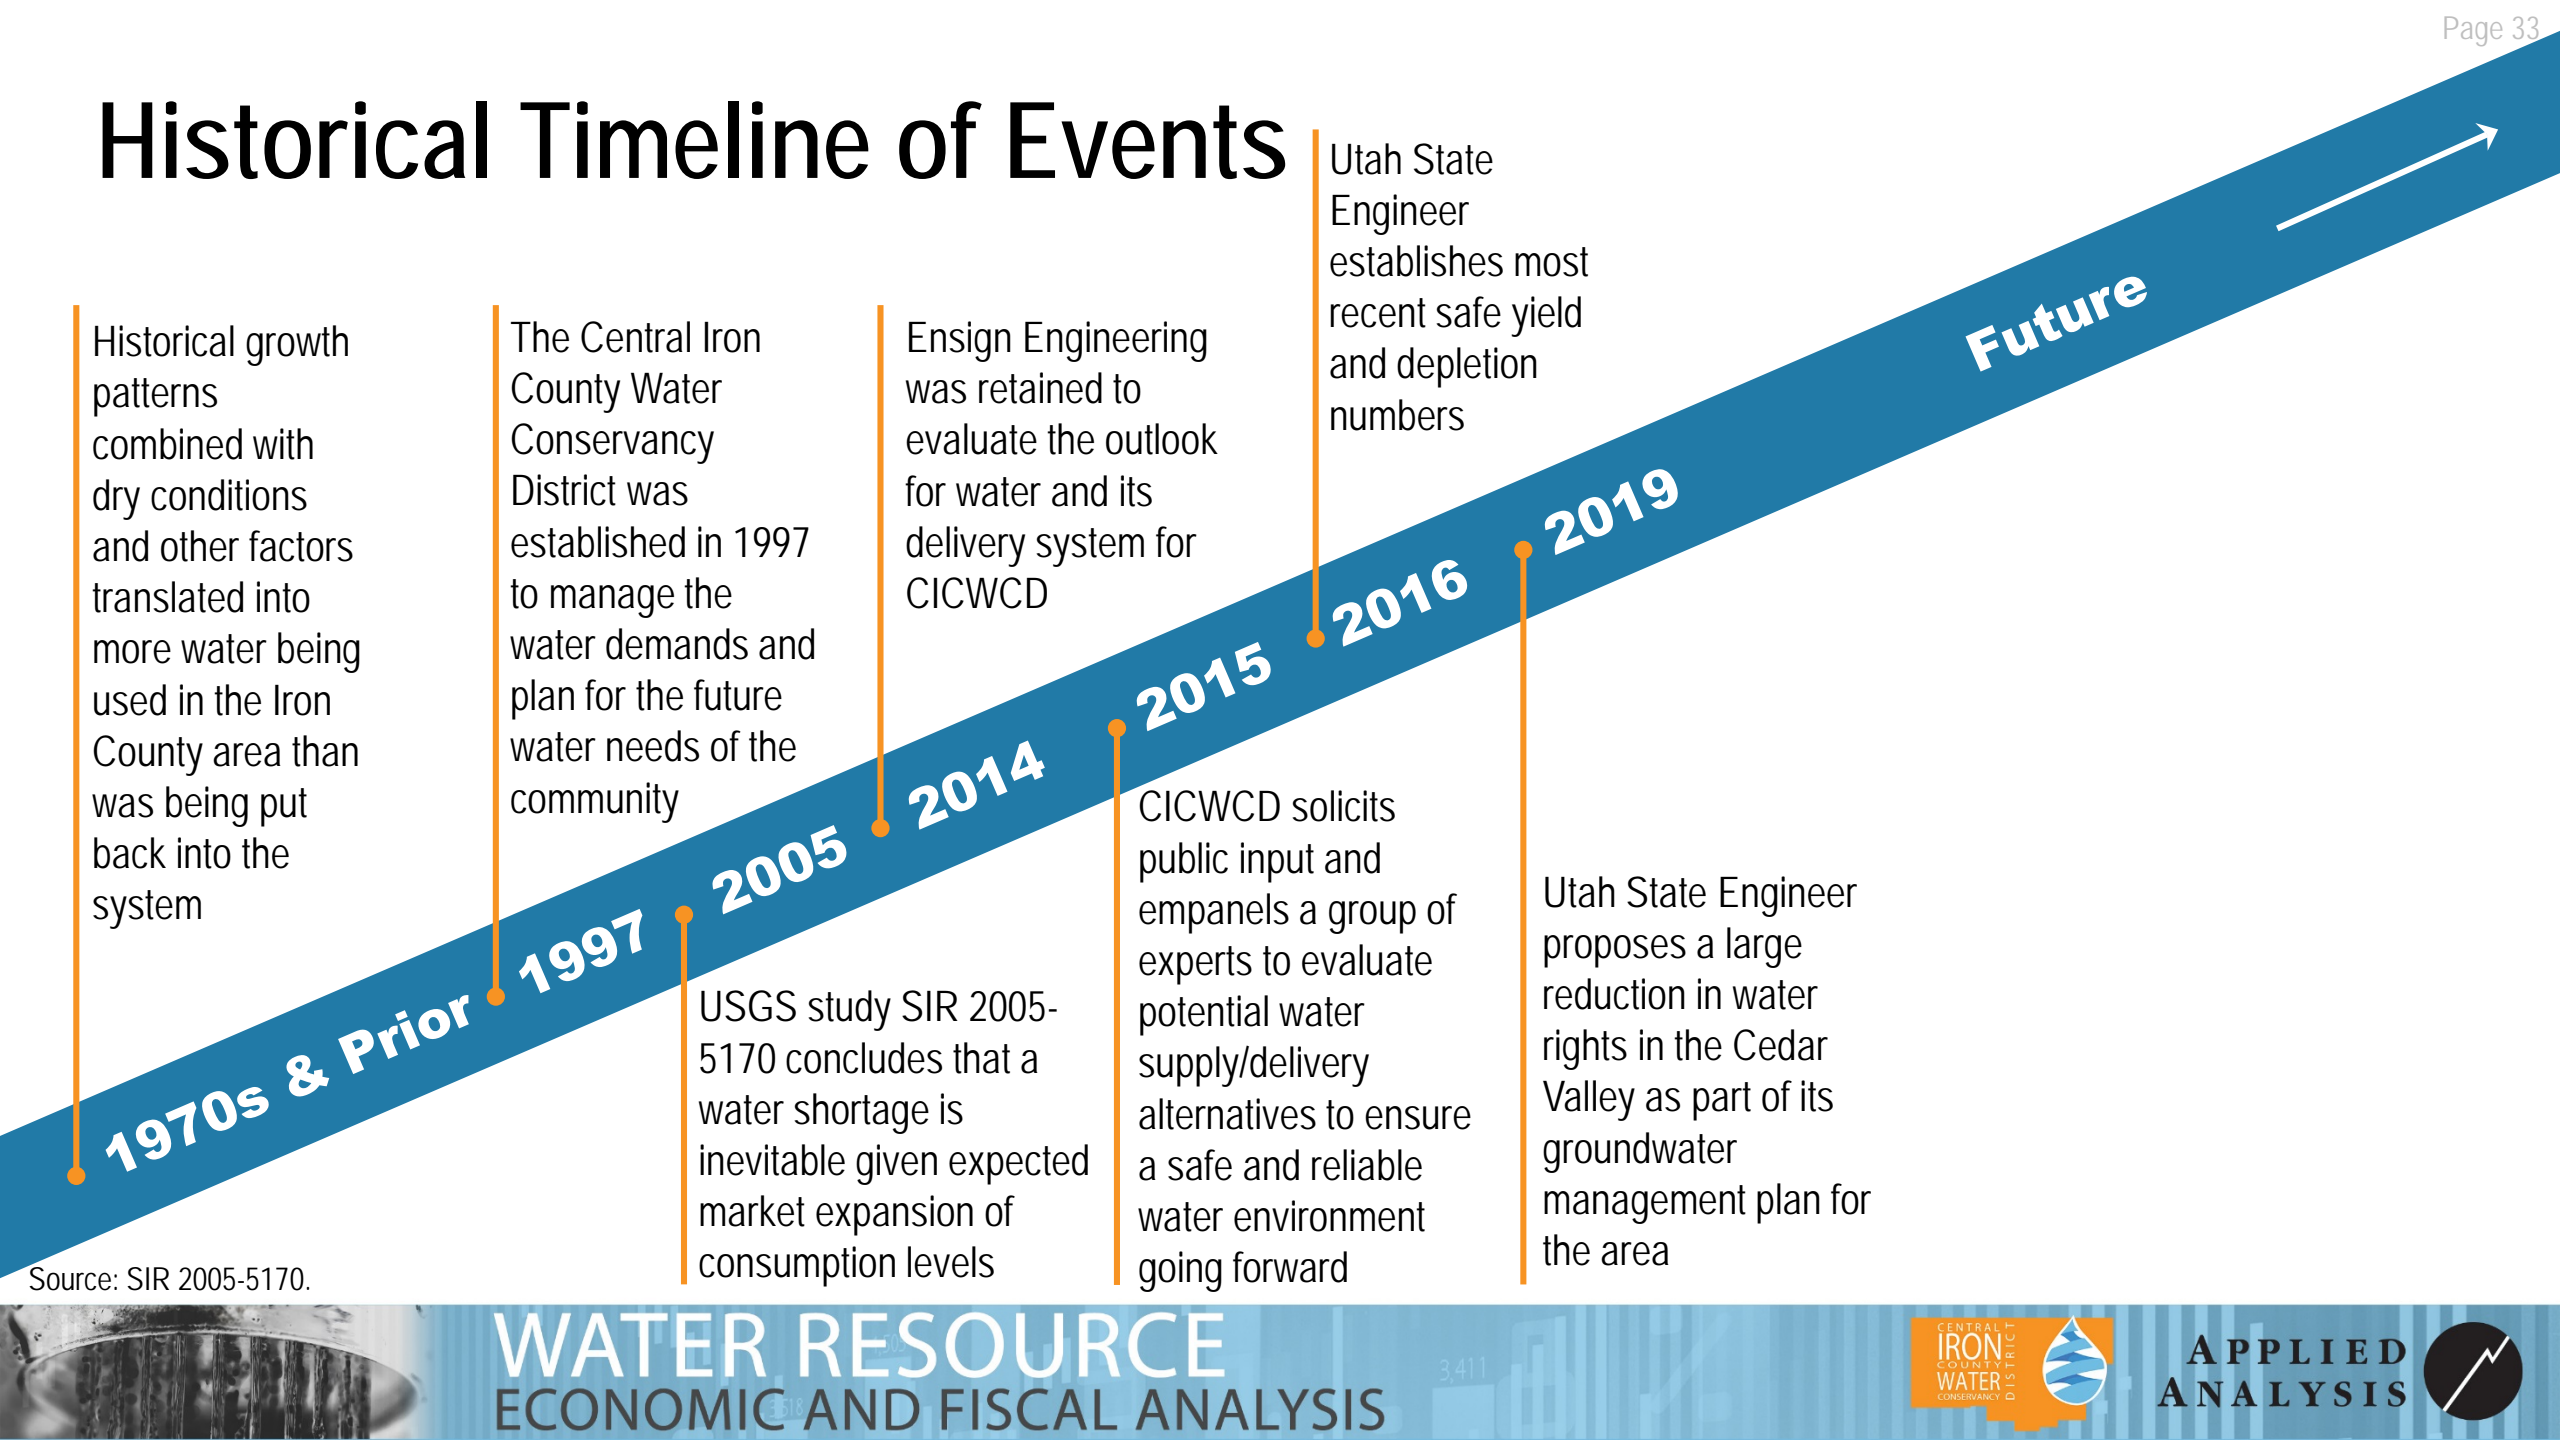 Page 33
Historical Timeline of Events
Historical growth
patterns
combined with
dry conditions
and other factors
translated into
more water being
used in the Iron
County area than
was being put
back into the
system
1970s & Prior
The Central Iron
County Water
Conservancy
District was
established in 1997
to manage the
water demands and
plan for the future
water needs of the
community
1997
USGS study SIR 2005-
5170 concludes that a
water shortage is
inevitable given expected
market expansion of
consumption levels
2005
Ensign Engineering
was retained to
evaluate the outlook
for water and its
delivery system for
CICWCD
2014
CICWCD solicits
public input and
empanels a group of
experts to evaluate
potential water
supply/delivery
alternatives to ensure
a safe and reliable
water environment
going forward
2015
Utah State
Engineer
establishes most
recent safe yield
and depletion
numbers
2016
Utah State Engineer
proposes a large
reduction in water
rights in the Cedar
Valley as part of its
groundwater
management plan for
the area
2019
Future
Source: SIR 2005-5170.
WATER RESOURCE
ECONOMIC AND FISCAL ANALYSIS
3,411
CENTRAL
IRON
COUNTY
WATER
CONSERVANCY
DISTRICT
APPLIED
ANALYSIS